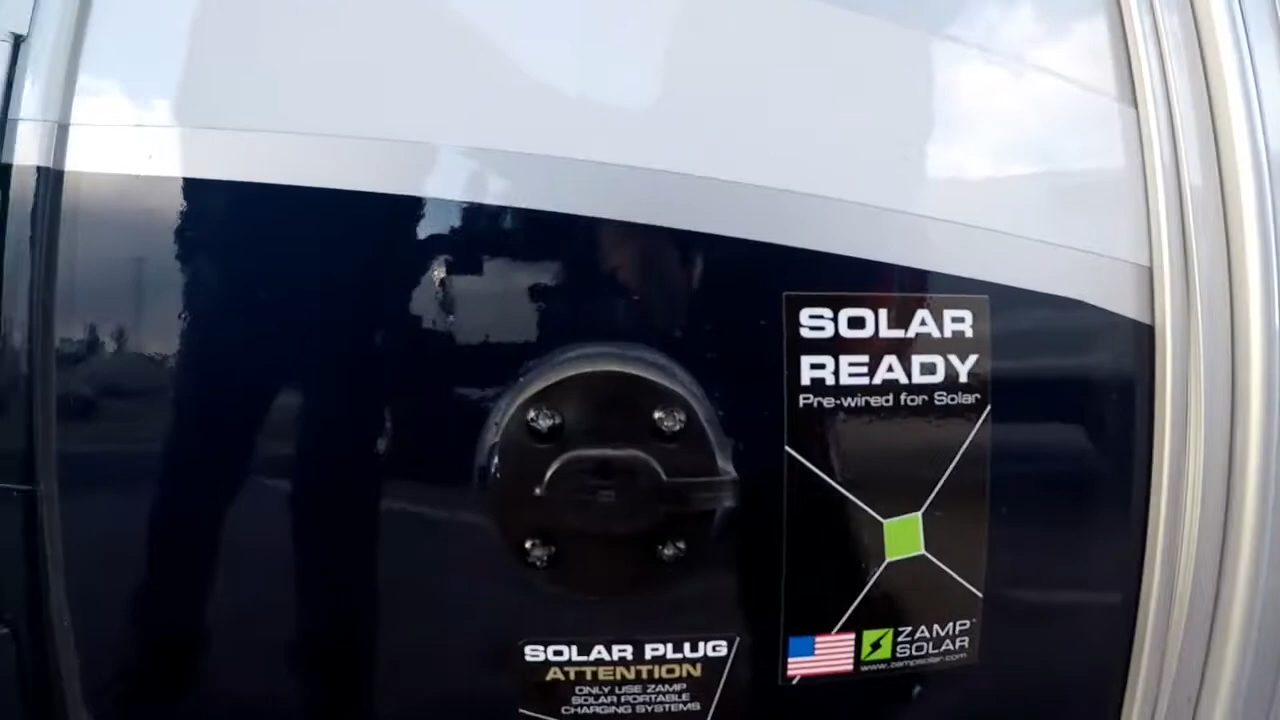 SOLAR
READY
Pre-wired for Solar
ZAMP
SOLAR
www.zampsolar.com
SOLAR PLUG
ATTENTION
ONLY USE ZAMP
SOLAR PORTABLE
CHARGING SYSTEMS